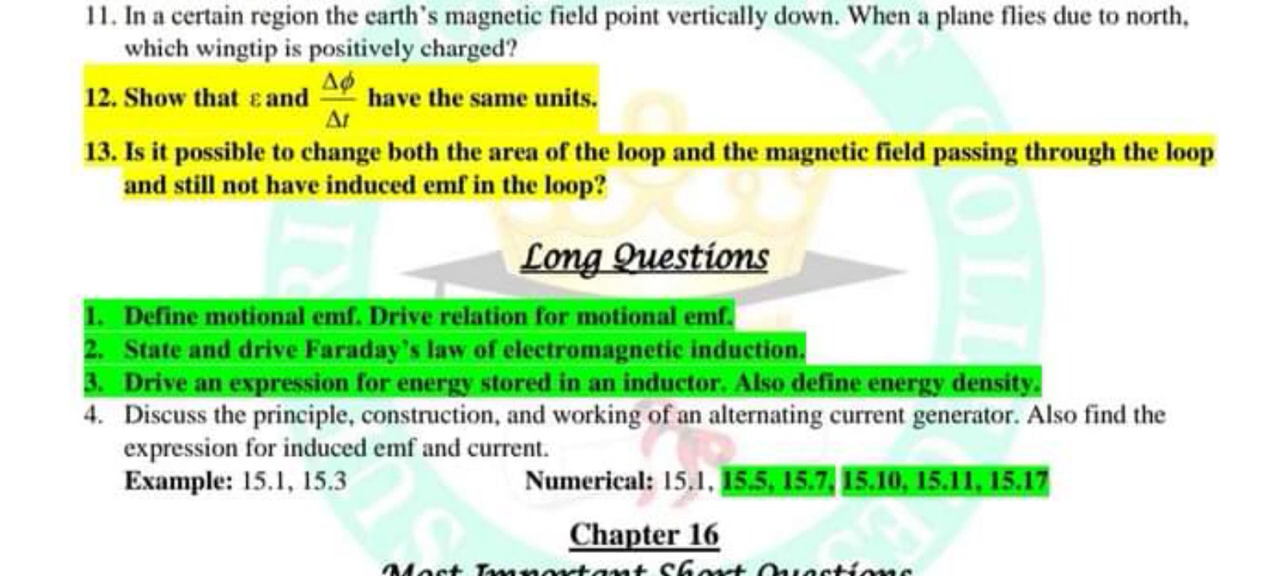 11. In a certain region the earth's magnetic field point vertically down. When a plane flies due to north,
which wingtip is positively charged?
12. Show that ε and Δϕ/Δt have the same units.
13. Is it possible to change both the area of the loop and the magnetic field passing through the loop
and still not have induced emf in the loop?
Long Questions
1. Define motional emf. Drive relation for motional emf.
2. State and drive Faraday's law of electromagnetic induction.
3. Drive an expression for energy stored in an inductor. Also define energy density.
4. Discuss the principle, construction, and working of an alternating current generator. Also find the
expression for induced emf and current.
Example: 15.1, 15.3 Numerical: 15.1, 15.5, 15.7, 15.10, 15.11, 15.17
Chapter 16
Most Important Short Questions